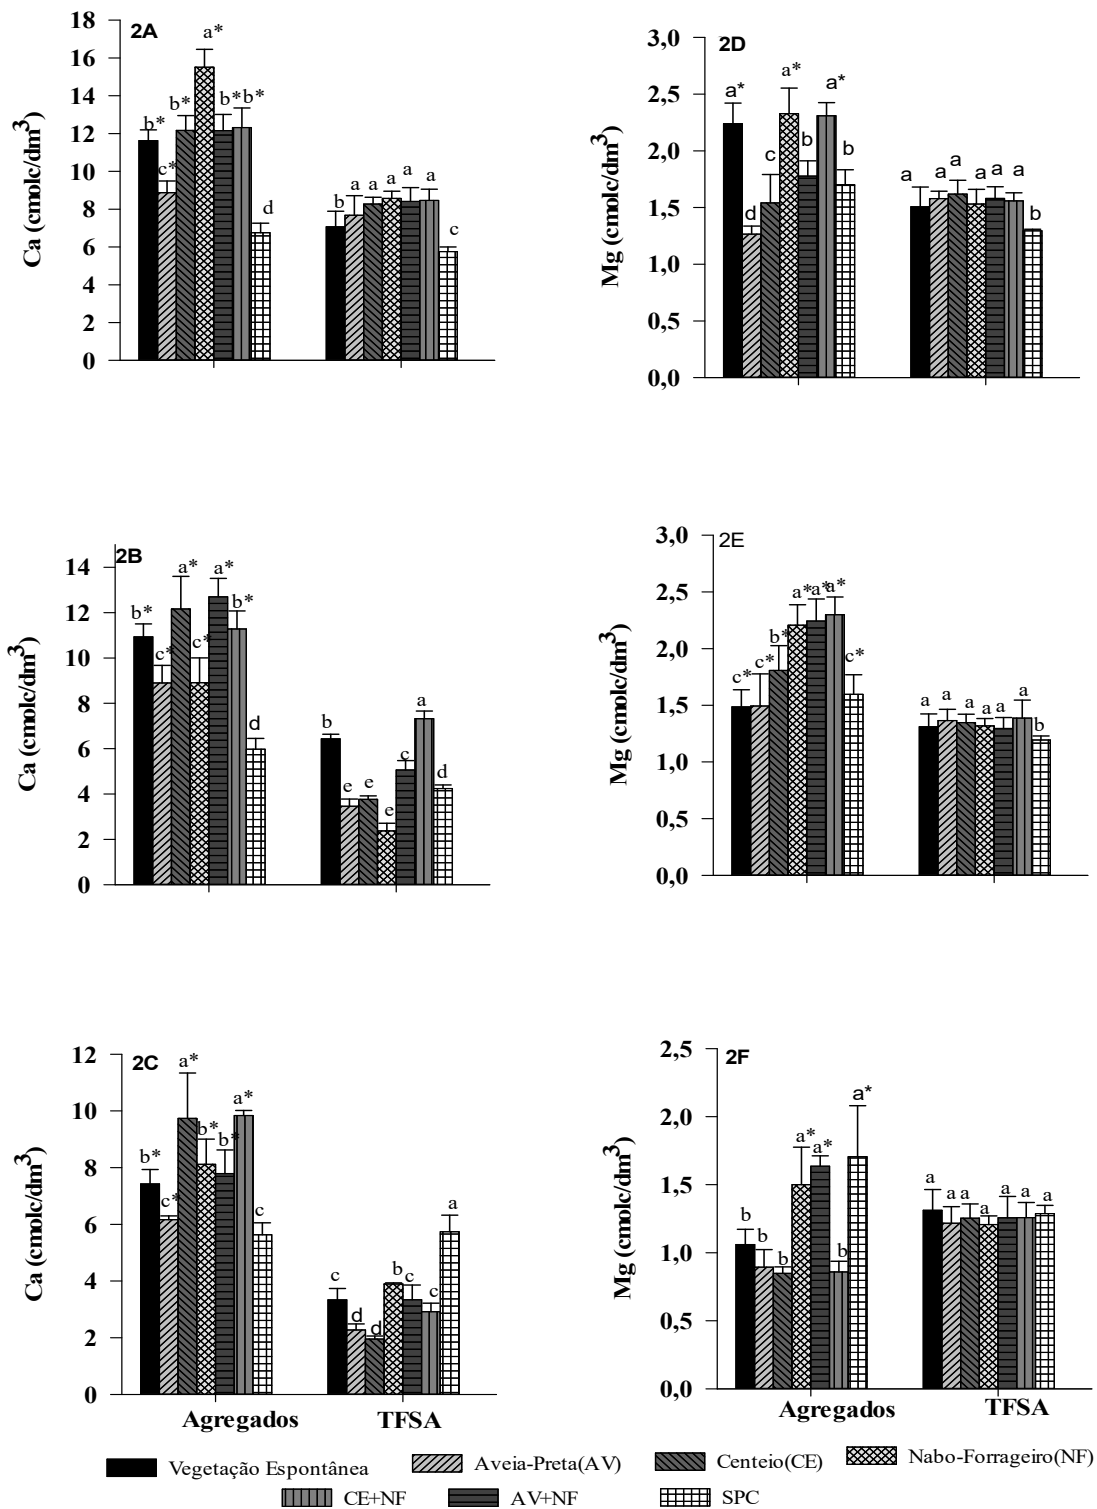 2A
18
16
14
12
10
8
6
4
2
0
Ca (cmolc/dm³)
b* c* b* a* b* b* d
b a a a a a c
2D
3,0
2,5
2,0
1,5
1,0
0,5
0,0
Mg (cmolc/dm³)
a* d c a* b a* b
a a a a a a b
2B
14
12
10
8
6
4
2
0
Ca (cmolc/dm³)
b* c* a* c* a* b* d
b e e e c a d
2E
3,0
2,5
2,0
1,5
1,0
0,5
0,0
Mg (cmolc/dm³)
c* c* b* a* a* a* c*
a a a a a a b
2C
12
10
8
6
4
2
0
Ca (cmolc/dm³)
b* c* a* b* b* a* c
c d d b c c a
Agregados TFSA
2F
2,5
2,0
1,5
1,0
0,5
0,0
Mg (cmolc/dm³)
b b b a* a* b a*
a a a a a a a
Agregados TFSA
Vegetação Espontânea Aveia-Preta(AV) Centeio(CE) Nabo-Forrageiro(NF)
CE+NF AV+NF SPC